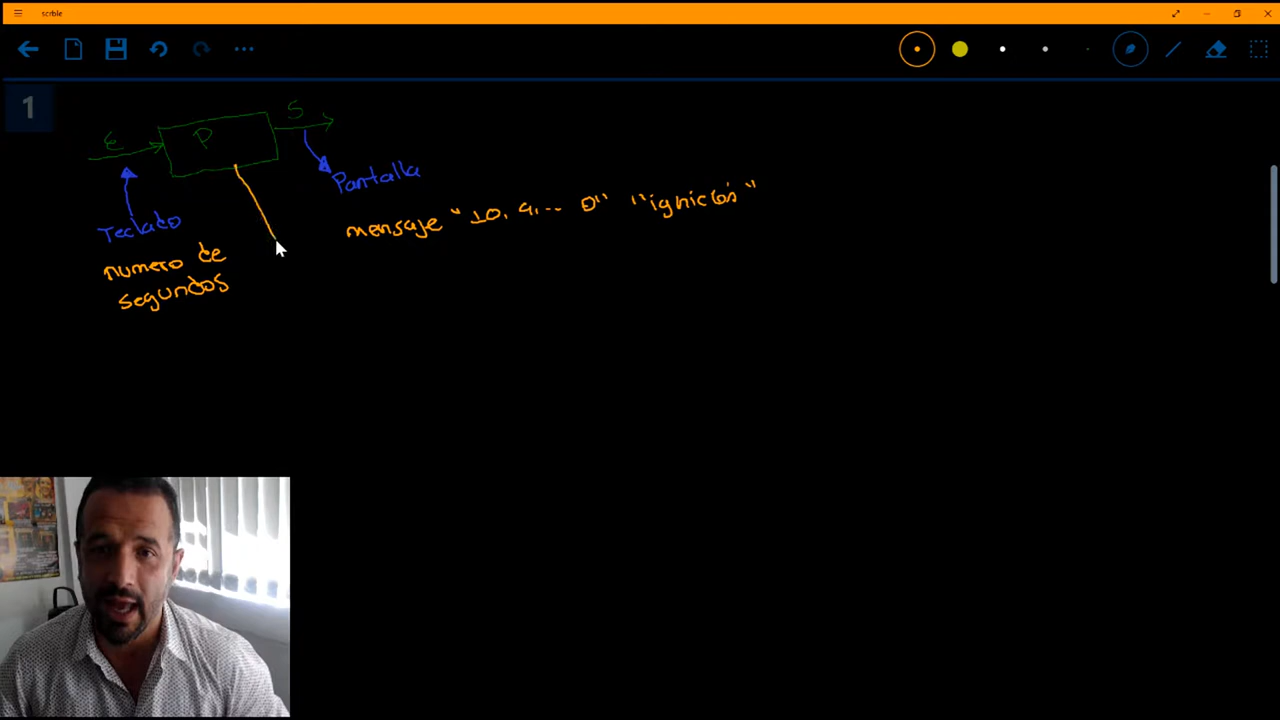 scrble
1
E
P
S
Pantalla
Teclado
mensaje "10, 9,... 0" "ignición"
numero de
segundos